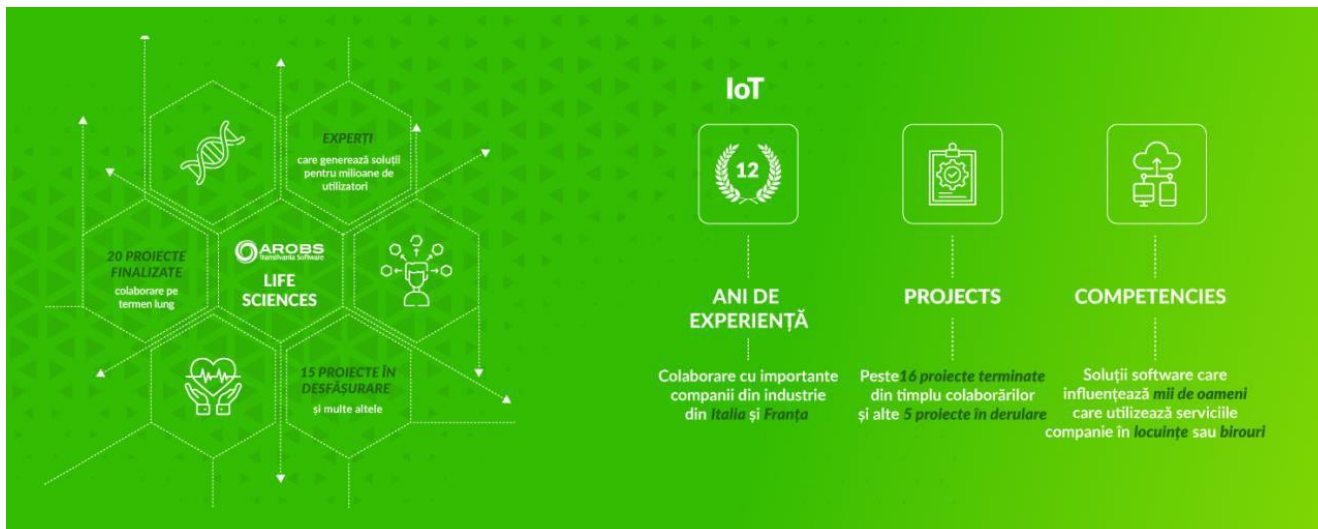 EXPERȚI
care generează soluții
pentru milioane de
utilizatori
20 PROIECTE
FINALIZATE
colaborare pe
termen lung
AROBS
Transilvania Software
LIFE
SCIENCES
15 PROIECTE ÎN
DESFĂȘURARE
și multe altele
IoT
12
ANI DE
EXPERIENȚĂ
Colaborare cu importante
companii din industrie
din Italia și Franța
PROJECTS
Peste 16 proiecte terminate
din timplu colaborărilor
și alte 5 proiecte în derulare
COMPETENCIES
Soluții software care
influențează mii de oameni
care utilizează serviciile
companie în locuințe sau birouri